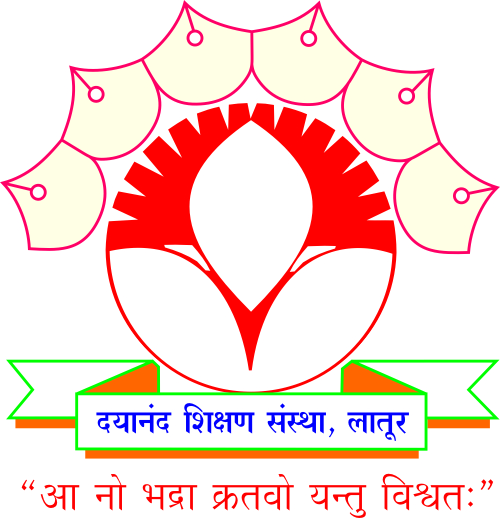 दयानंद शिक्षण संस्था, लातूर
“आ नो भद्रा क्रतवो यन्तु विश्वतः”